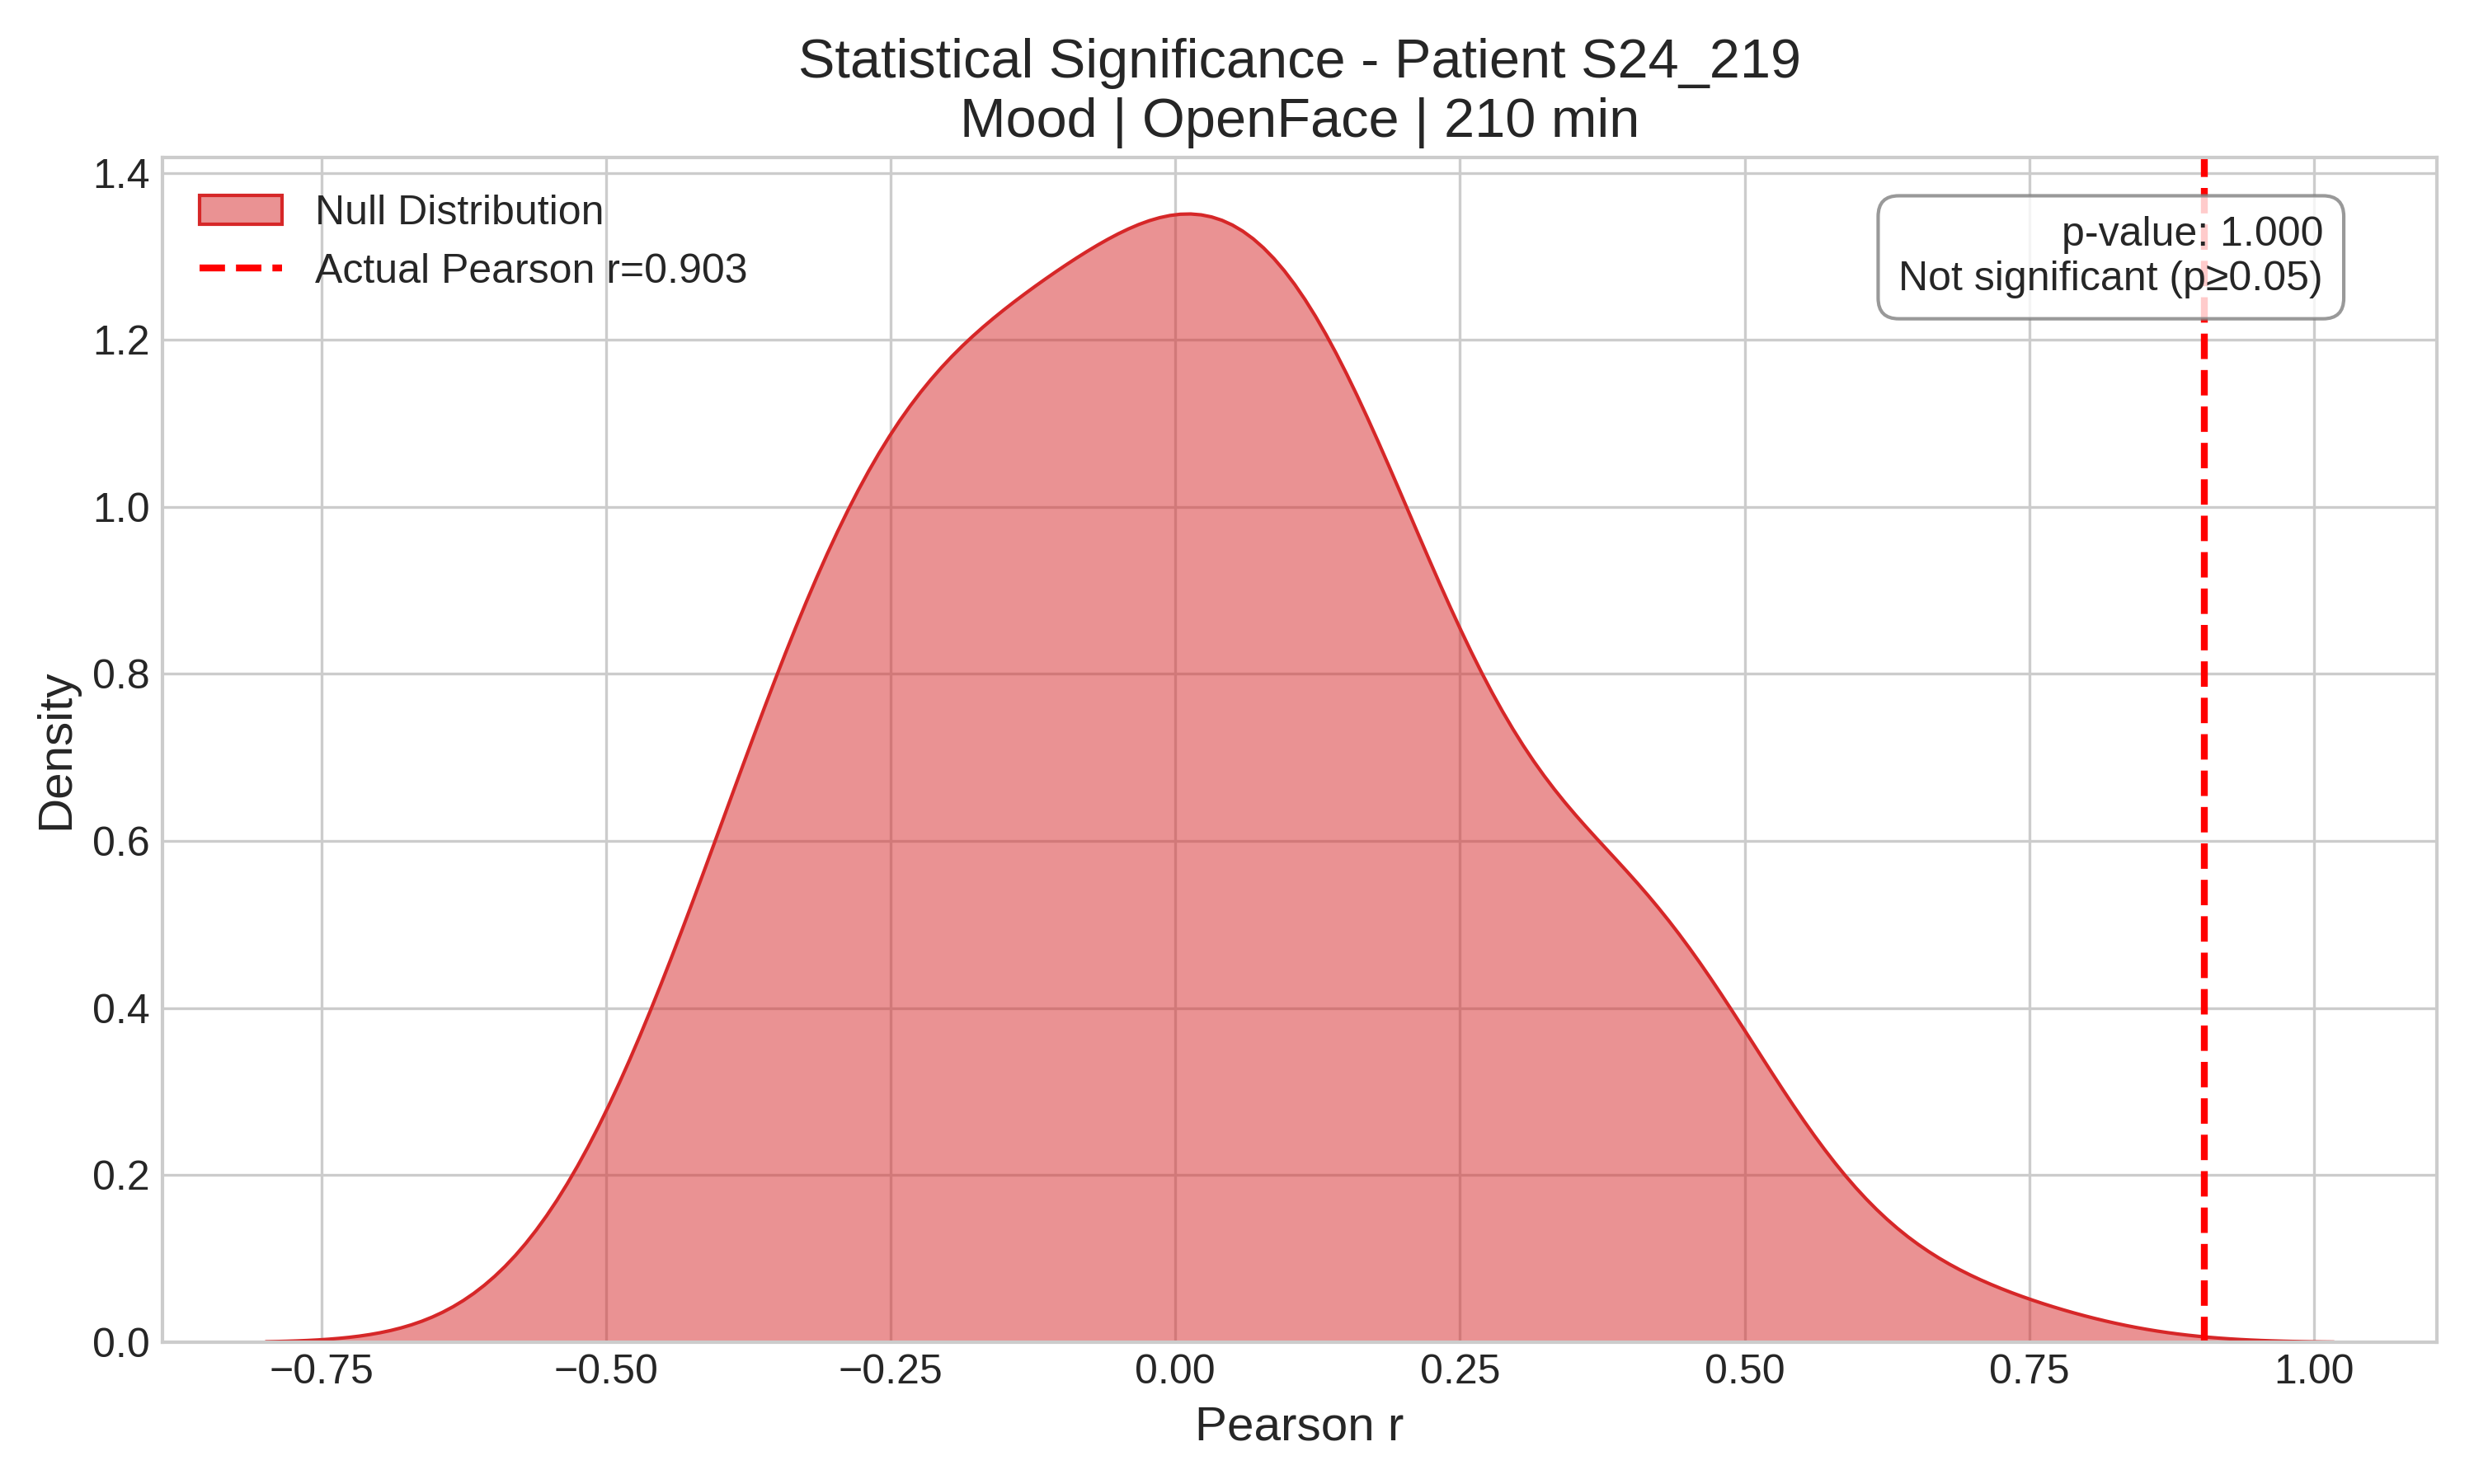 Statistical Significance - Patient S24_219
Mood | OpenFace | 210 min
Null Distribution
Actual Pearson r=0.903
p-value: 1.000
Not significant (p≥0.05)
Density
1.4
1.2
1.0
0.8
0.6
0.4
0.2
0.0
−0.75 −0.50 −0.25 0.00 0.25 0.50 0.75 1.00
Pearson r